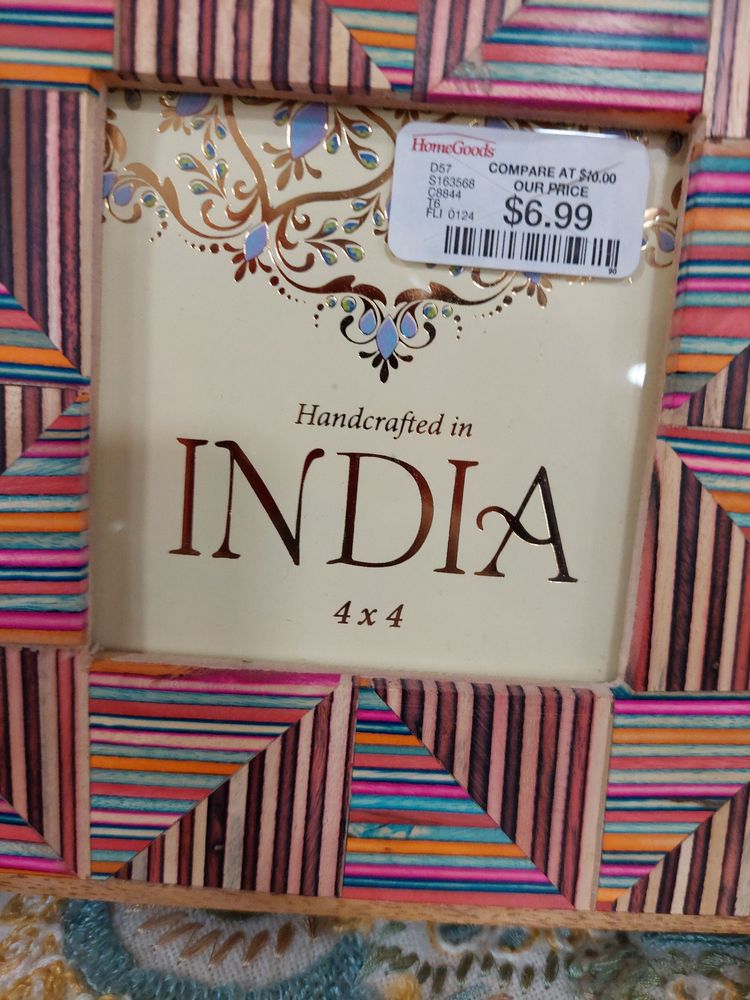 HomeGoods
D57
S163568
C8844
T6
FLI 0124
COMPARE AT $10.00
OUR PRICE
$6.99
90
Handcrafted in
INDIA
4 x 4